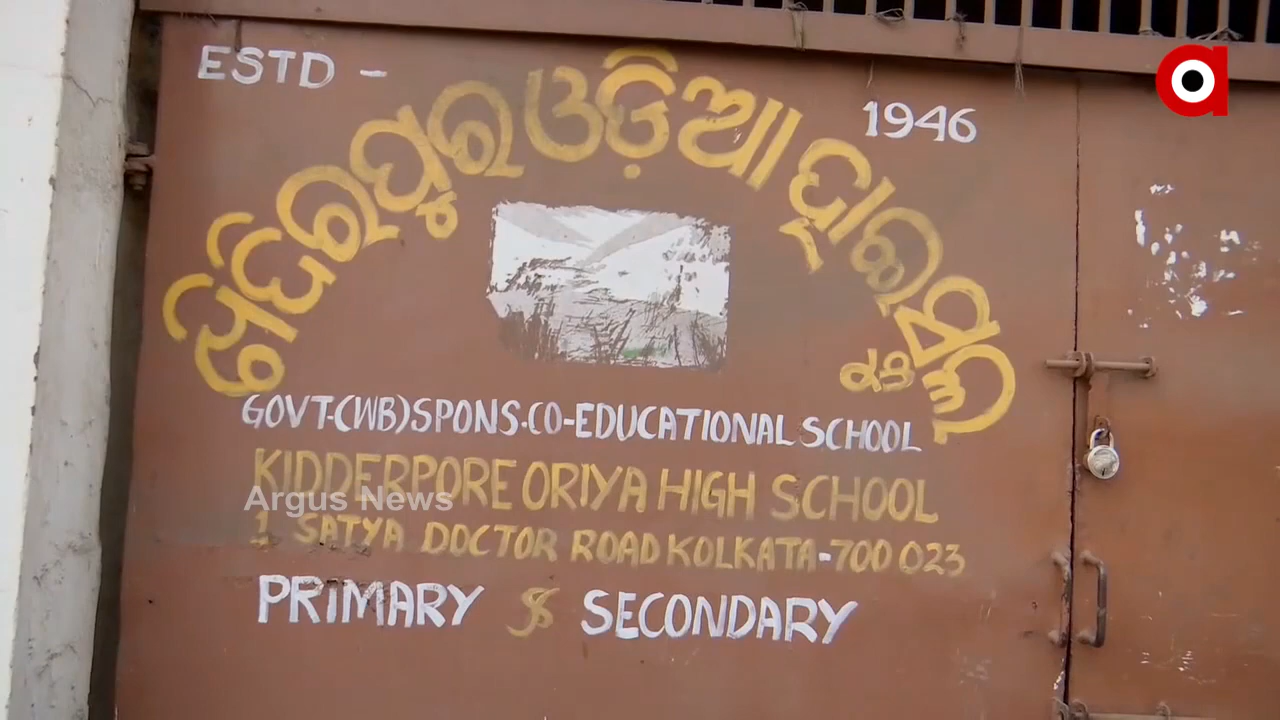 ESTD - 1946
ଖିଦିରପୁର ଓଡ଼ିଆ ହାଇସ୍କୁଲ
GOVT-(WB)SPONS.CO-EDUCATIONAL SCHOOL
KIDDERPORE ORIYA HIGH SCHOOL
Argus News
1 SATYA DOCTOR ROAD KOLKATA-700 023
PRIMARY & SECONDARY